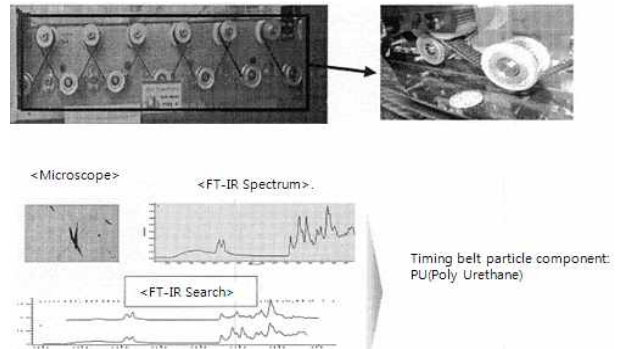 <Microscope>
<FT-IR Spectrum>.
<FT-IR Search>
Timing belt particle component:
PU(Poly Urethane)